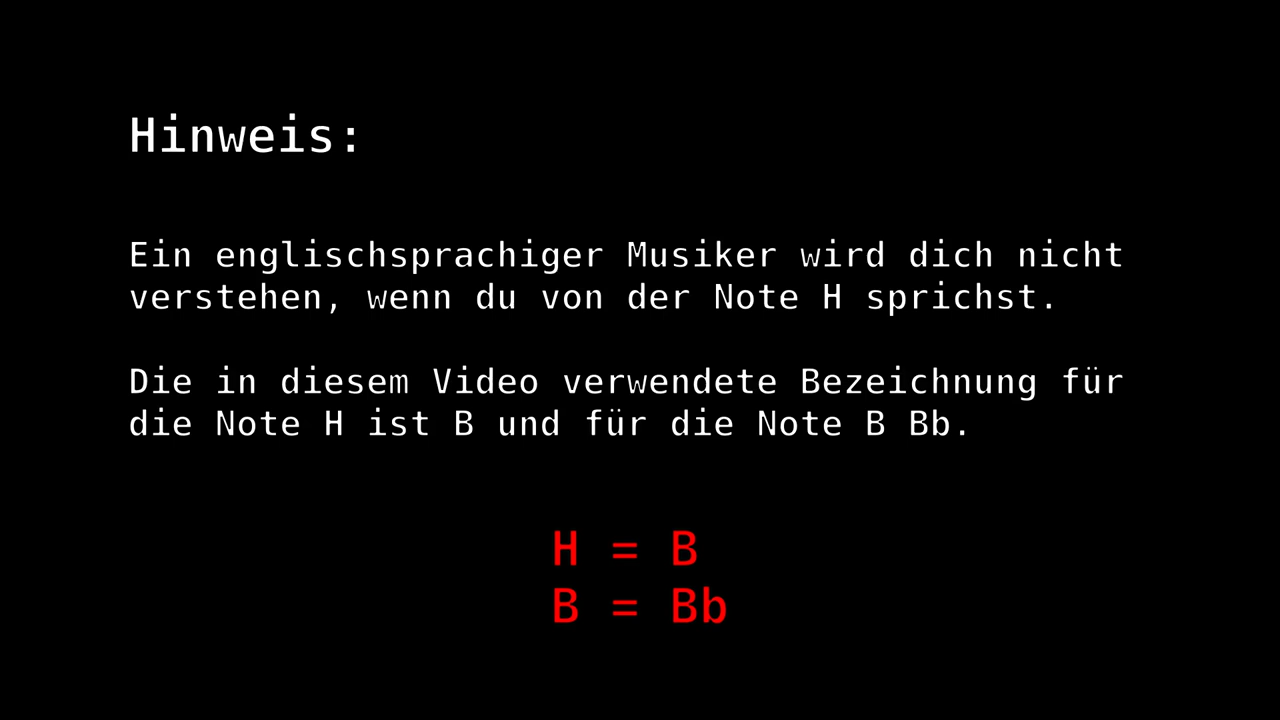 Hinweis:
Ein englischsprachiger Musiker wird dich nicht
verstehen, wenn du von der Note H sprichst.
Die in diesem Video verwendete Bezeichnung für
die Note H ist B und für die Note B Bb.
H = B
B = Bb